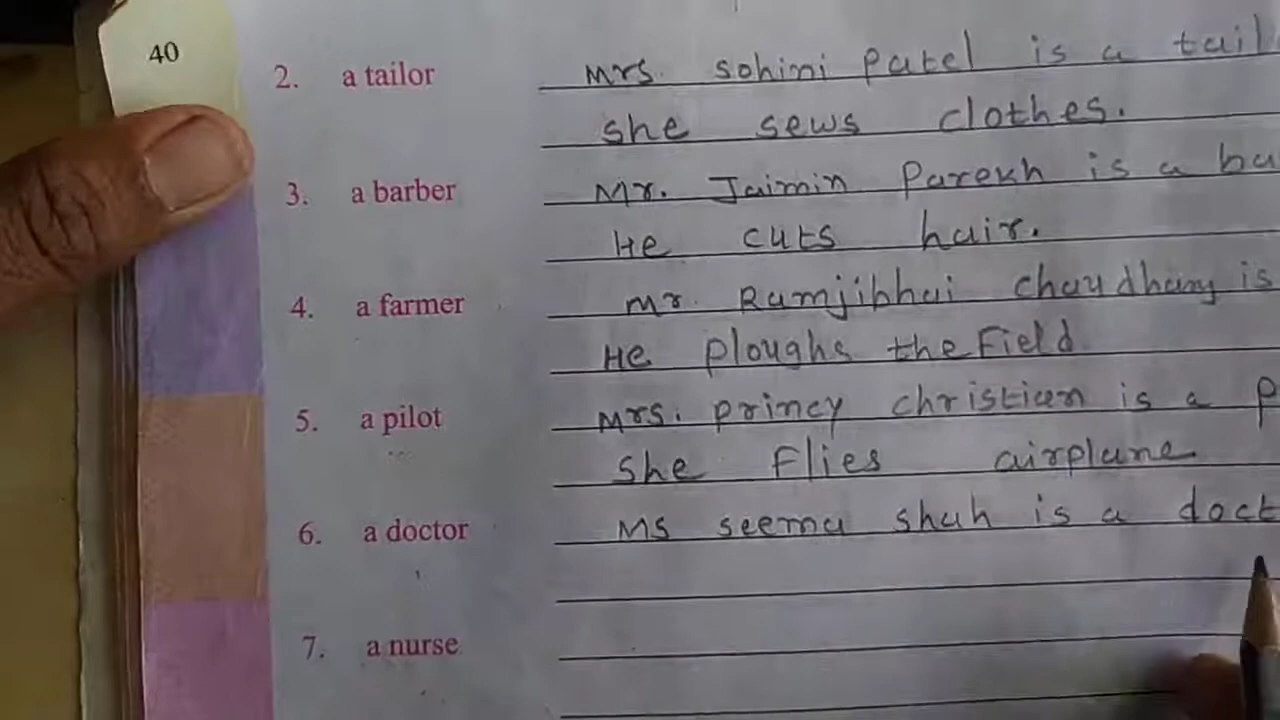 40
2. a tailor Mrs. sohini patel is a tail
she sews clothes.
3. a barber Mr. Jaimin Parekh is a ba
He cuts hair.
4. a farmer mr. Ramjibhai chaudhary is
He ploughs the Field
5. a pilot Mrs. princy christian is a P
She Flies airplane
6. a doctor MS seema shah is a doct
7. a nurse